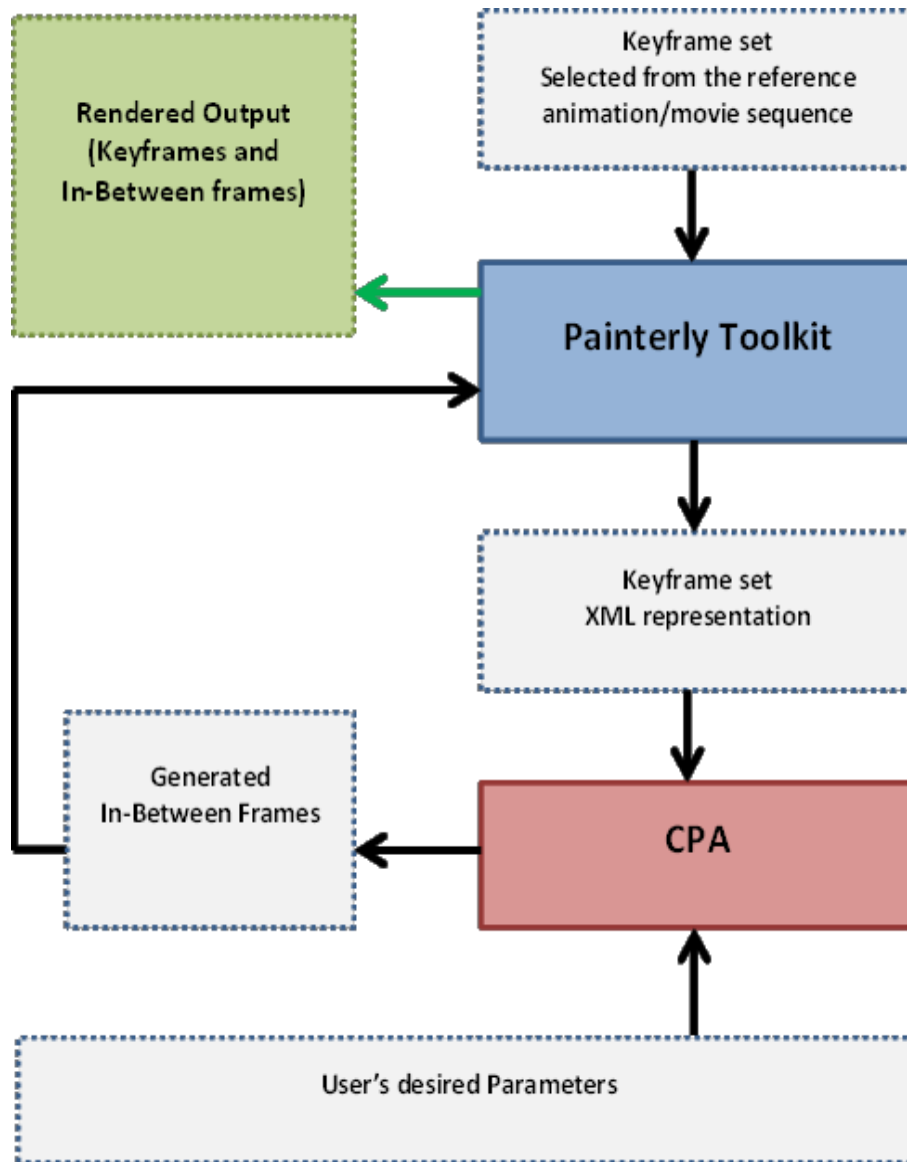 Keyframe set
Selected from the reference
animation/movie sequence
Rendered Output
(Keyframes and
In-Between frames)
Painterly Toolkit
Keyframe set
XML representation
Generated
In-Between Frames
CPA
User's desired Parameters